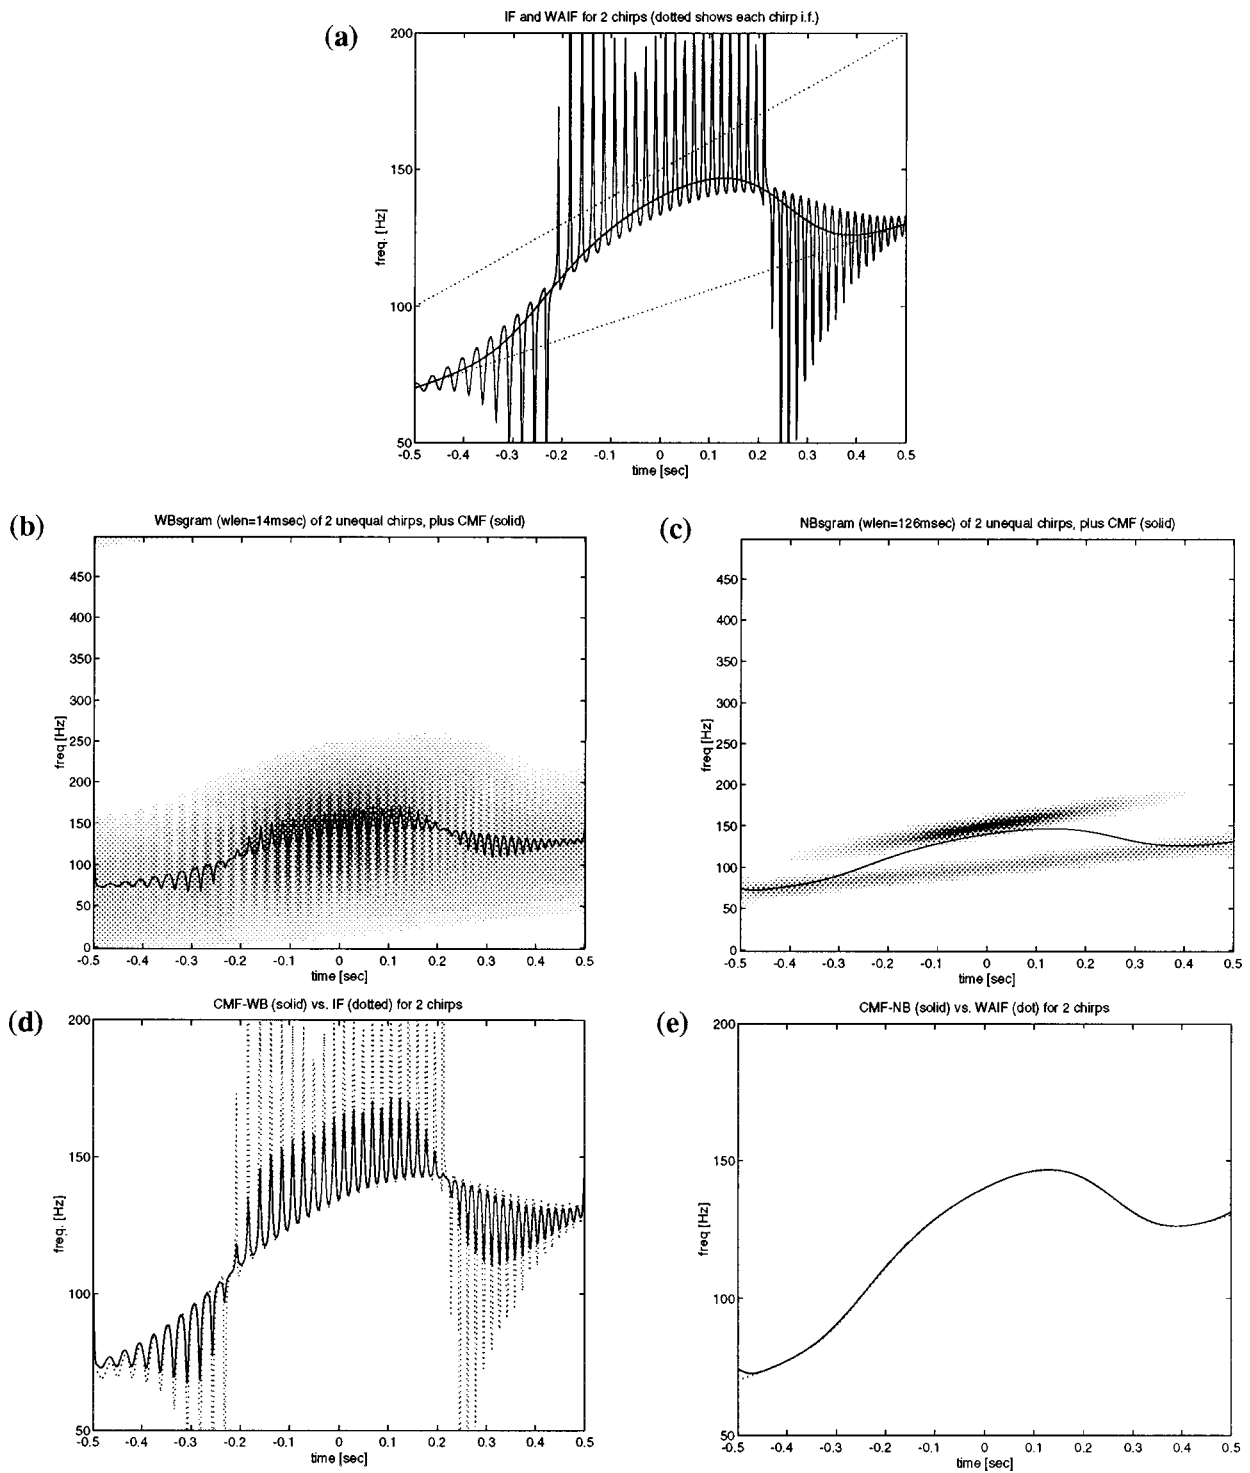 (a)
IF and WAIF for 2 chirps (dotted shows each chirp i.f.)
200
150
100
50
freq. [Hz]
-0.5 -0.4 -0.3 -0.2 -0.1 0 0.1 0.2 0.3 0.4 0.5
time [sec]
(b)
WBsgram (wlen=14msec) of 2 unequal chirps, plus CMF (solid)
450
400
350
300
250
200
150
100
50
0
freq [Hz]
-0.5 -0.4 -0.3 -0.2 -0.1 0 0.1 0.2 0.3 0.4 0.5
time [sec]
(c)
NBsgram (wlen=126msec) of 2 unequal chirps, plus CMF (solid)
450
400
350
300
250
200
150
100
50
0
freq [Hz]
-0.5 -0.4 -0.3 -0.2 -0.1 0 0.1 0.2 0.3 0.4 0.5
time [sec]
(d)
CMF-WB (solid) vs. IF (dotted) for 2 chirps
200
150
100
50
freq. [Hz]
-0.5 -0.4 -0.3 -0.2 -0.1 0 0.1 0.2 0.3 0.4 0.5
time [sec]
(e)
CMF-NB (solid) vs. WAIF (dot) for 2 chirps
200
150
100
50
freq [Hz]
-0.5 -0.4 -0.3 -0.2 -0.1 0 0.1 0.2 0.3 0.4 0.5
time [sec]